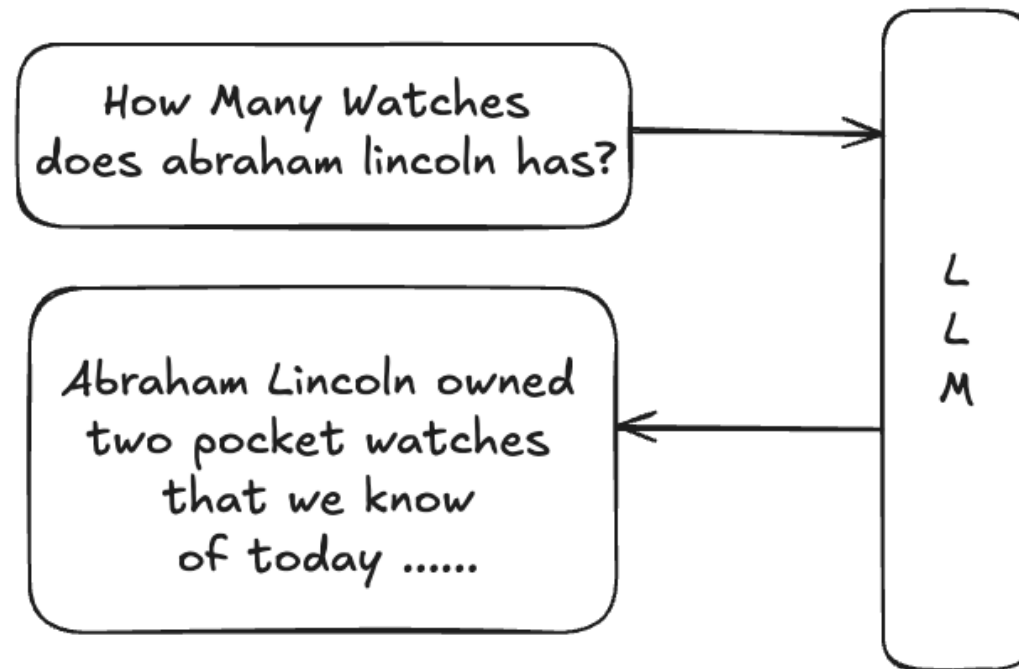 How Many Watches
does abraham lincoln has?
Abraham Lincoln owned
two pocket watches
that we know
of today ......
L
L
M